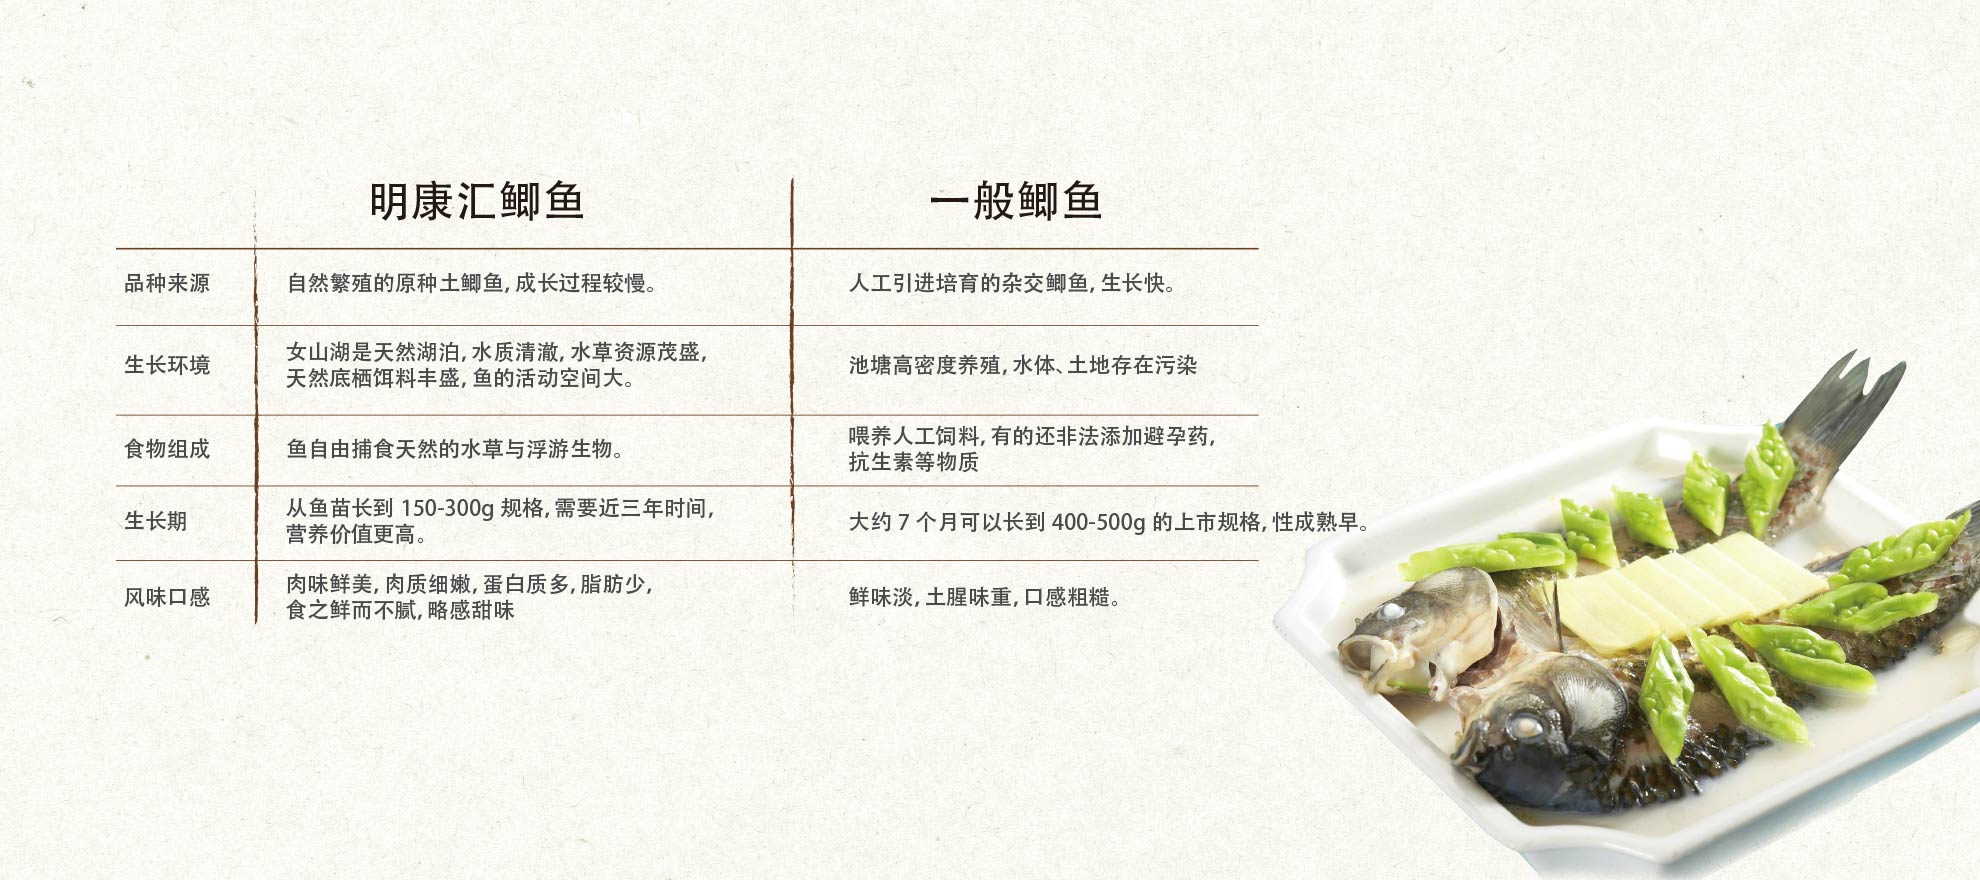 明康汇鲫鱼
一般鲫鱼
品种来源
自然繁殖的原种土鲫鱼, 成长过程较慢。
人工引进培育的杂交鲫鱼, 生长快。
生长环境
女山湖是天然湖泊, 水质清澈, 水草资源茂盛,
天然底栖饵料丰盛, 鱼的活动空间大。
池塘高密度养殖, 水体、土地存在污染
食物组成
鱼自由捕食天然的水草与浮游生物。
喂养人工饲料, 有的还非法添加避孕药,
抗生素等物质
生长期
从鱼苗长到 150-300g 规格, 需要近三年时间,
营养价值更高。
大约 7 个月可以长到 400-500g 的上市规格, 性成熟早。
风味口感
肉味鲜美, 肉质细嫩, 蛋白质多, 脂肪少,
食之鲜而不腻, 略感甜味
鲜味淡, 土腥味重, 口感粗糙。